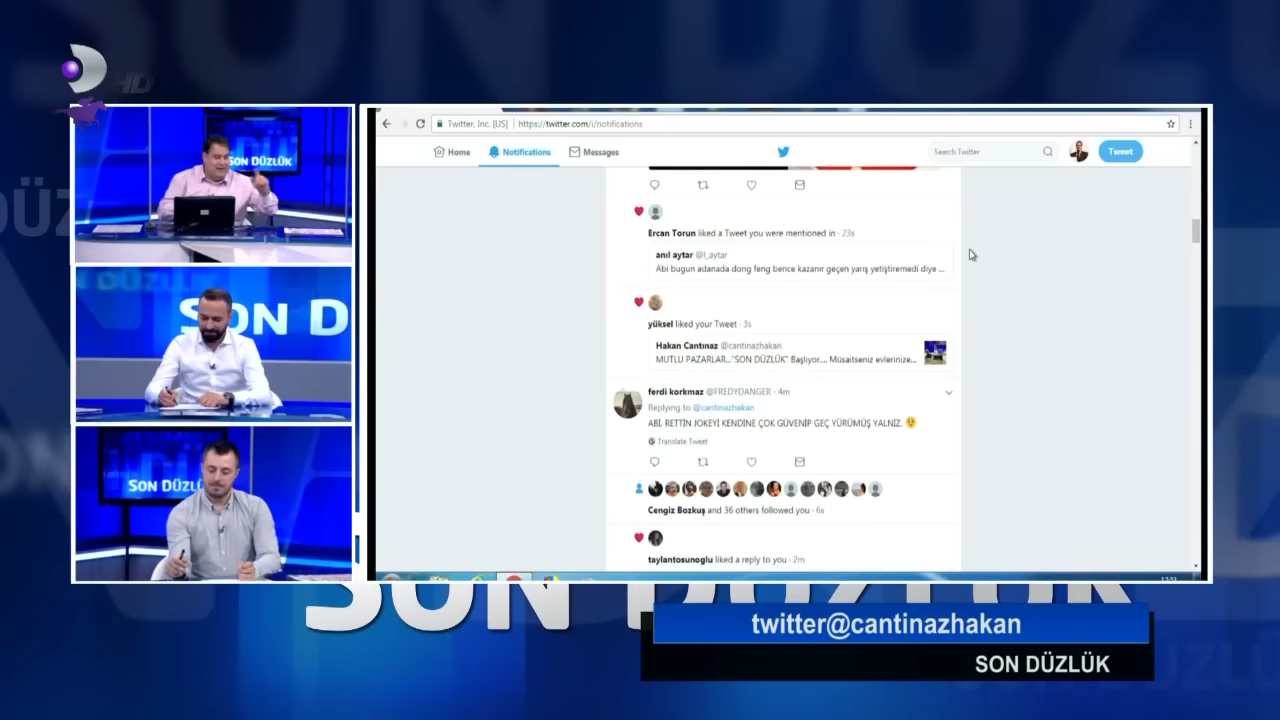 HD
SON DÜZLÜK
SON D
SON DÜZLÜ
Twitter, Inc. [US] | https://twitter.com/i/notifications
Home Notifications Messages Search Twitter Tweet
Ercan Torun liked a Tweet you were mentioned in · 23s
anıl aytar @l_aytar
Abi bugun adanada dong feng bence kazanır geçen yarış yetiştiremedi diye ...
yüksel liked your Tweet · 3s
Hakan Cantınaz @cantinazhakan
MUTLU PAZARLAR..."SON DÜZLÜK" Başlıyor.... Müsaitseniz evlerinize...
ferdi korkmaz @FREDYDANGER · 4m
Replying to @cantinazhakan
ABİ. RETTİN JOKEYİ KENDİNE ÇOK GÜVENİP GEÇ YÜRÜMÜŞ YALNIZ. 😢
Translate Tweet
Cengiz Bozkuş and 36 others followed you · 6s
taylantosunoglu liked a reply to you · 2m
SON DÜZLÜK
twitter@cantinazhakan
SON DÜZLÜK